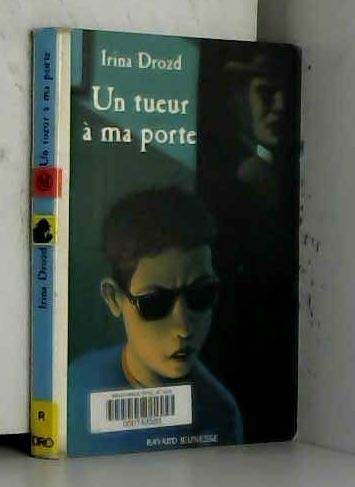 Irina Drozd
Un tueur
à ma porte
BAYARD JEUNESSE
Un tueur à ma porte
Irina Drozd
R
DRO